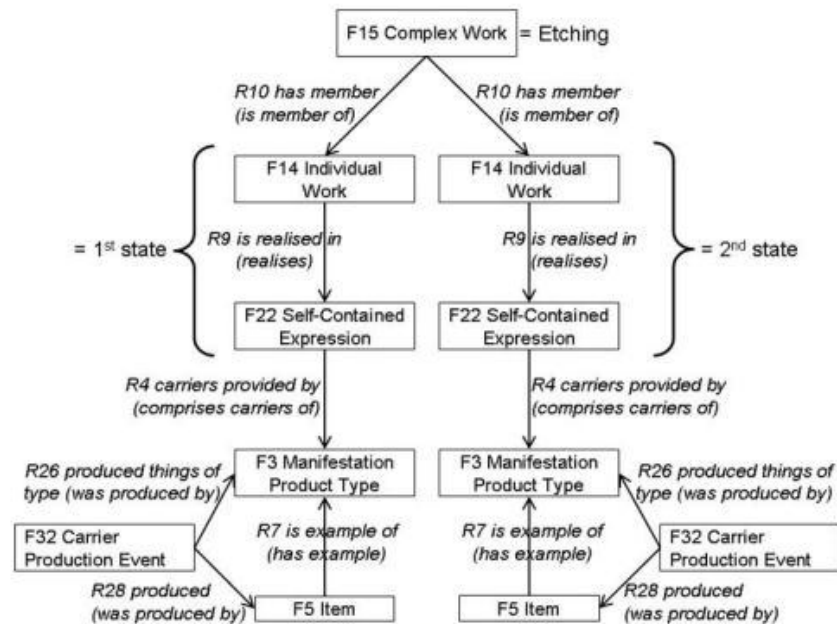 F15 Complex Work = Etching
R10 has member R10 has member
(is member of) (is member of)
F14 Individual F14 Individual
Work Work
= 1st state R9 is realised in R9 is realised in = 2nd state
(realises) (realises)
F22 Self-Contained F22 Self-Contained
Expression Expression
R4 carriers provided by R4 carriers provided by
(comprises carriers of) (comprises carriers of)
R26 produced things of F3 Manifestation F3 Manifestation R26 produced things of
type (was produced by) Product Type Product Type type (was produced by)
F32 Carrier R7 is example of R7 is example of F32 Carrier
Production Event (has example) (has example) Production Event
R28 produced R28 produced
(was produced by) F5 Item F5 Item (was produced by)